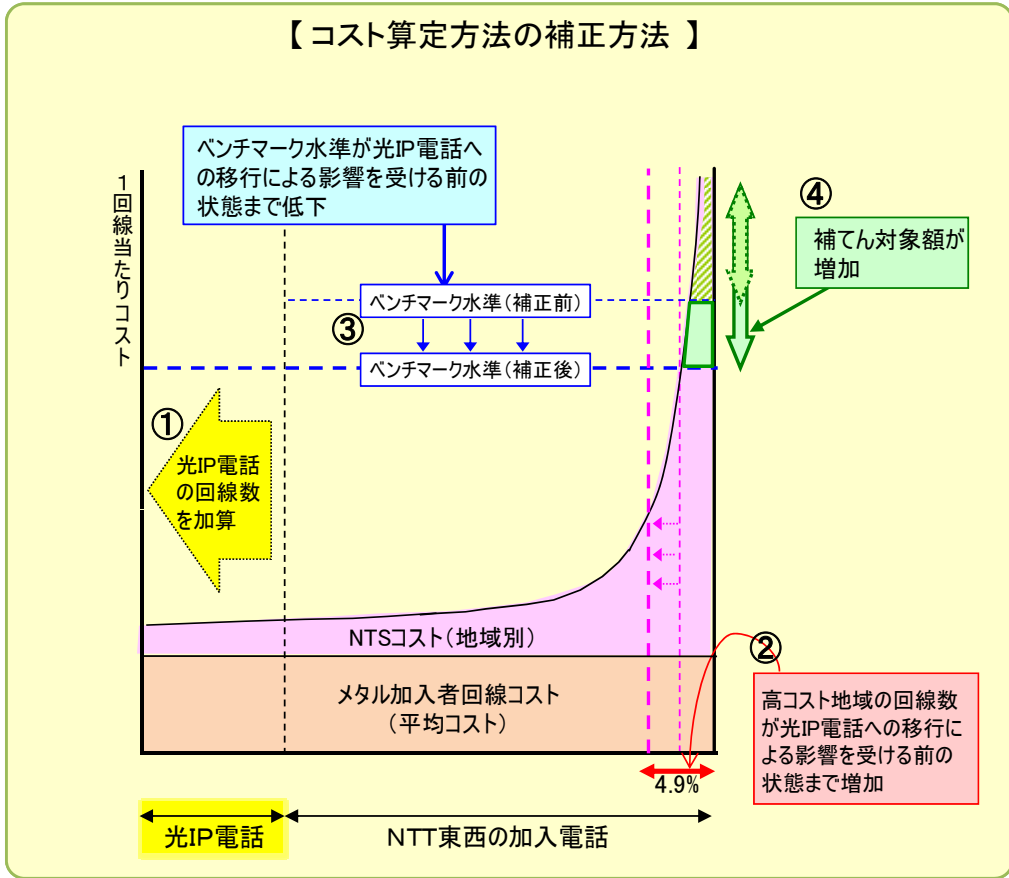 【 コスト算定方法の補正方法 】
ベンチマーク水準が光IP電話へ
の移行による影響を受ける前の
状態まで低下
1回線当たりコスト
④
補てん対象額が
増加
ベンチマーク水準(補正前)
③
ベンチマーク水準(補正後)
①
光IP電話
の回線数
を加算
NTSコスト(地域別)
②
メタル加入者回線コスト
(平均コスト)
高コスト地域の回線数
が光IP電話への移行に
よる影響を受ける前の
状態まで増加
4.9%
光IP電話
NTT東西の加入電話